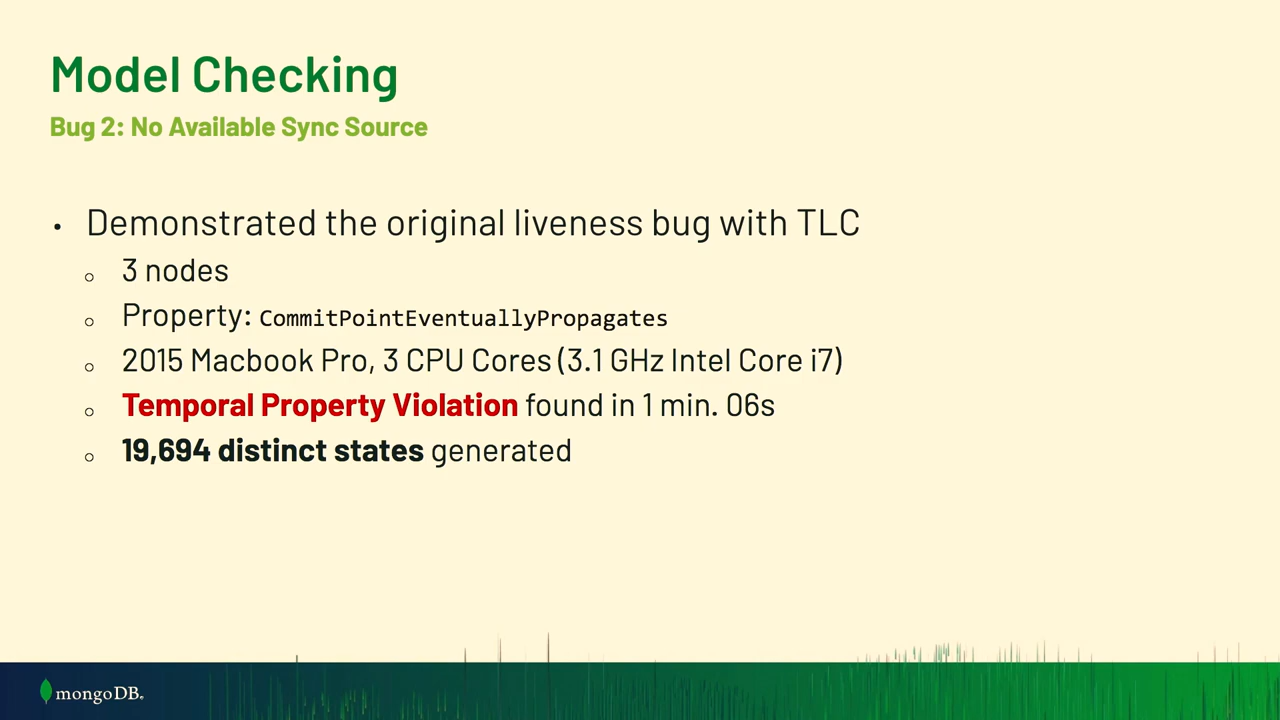 Model Checking
Bug 2: No Available Sync Source
• Demonstrated the original liveness bug with TLC
○ 3 nodes
○ Property: CommitPointEventuallyPropagates
○ 2015 Macbook Pro, 3 CPU Cores (3.1 GHz Intel Core i7)
○ Temporal Property Violation found in 1 min. 06s
○ 19,694 distinct states generated
mongoDB.